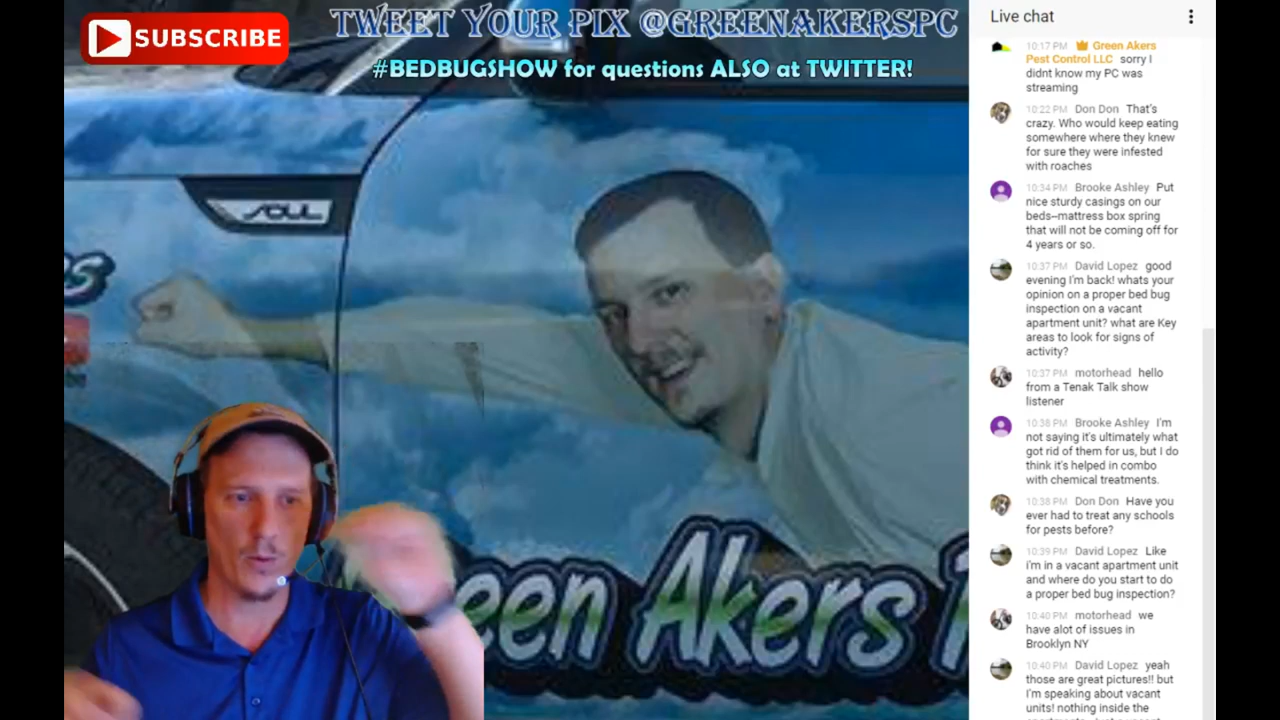 TWEET YOUR PIX @GREENAKERSPC
SUBSCRIBE
#BEDBUGSHOW for questions ALSO at TWITTER!
SOUL
een Akers
Live chat
10:17 PM Green Akers
Pest Control LLC sorry I
didnt know my PC was
streaming
10:22 PM Don Don That's
crazy. Who would keep eating
somewhere where they knew
for sure they were infested
with roaches
10:34 PM Brooke Ashley Put
nice sturdy casings on our
beds--mattress box spring
that will not be coming off for
4 years or so.
10:37 PM David Lopez good
evening I'm back! whats your
opinion on a proper bed bug
inspection on a vacant
apartment unit? what are Key
areas to look for signs of
activity?
10:37 PM motorhead hello
from a Tenak Talk show
listener
10:38 PM Brooke Ashley I'm
not saying it's ultimately what
got rid of them for us, but I do
think it's helped in combo
with chemical treatments.
10:38 PM Don Don Have you
ever had to treat any schools
for pests before?
10:39 PM David Lopez Like
i'm in a vacant apartment unit
and where do you start to do
a proper bed bug inspection?
10:40 PM motorhead we
have alot of issues in
Brooklyn NY
10:40 PM David Lopez yeah
those are great pictures!! but
I'm speaking about vacant
units! nothing inside the